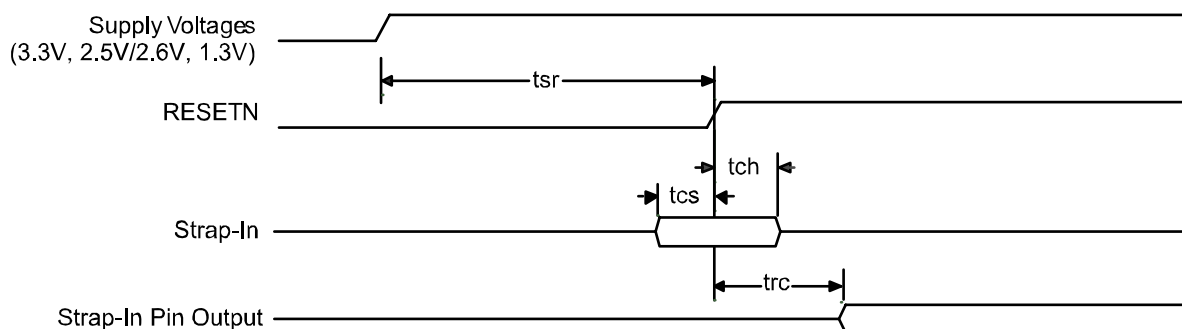 Supply Voltages
(3.3V, 2.5V/2.6V, 1.3V)
tsr
RESETN
tch
tcs
Strap-In
trc
Strap-In Pin Output